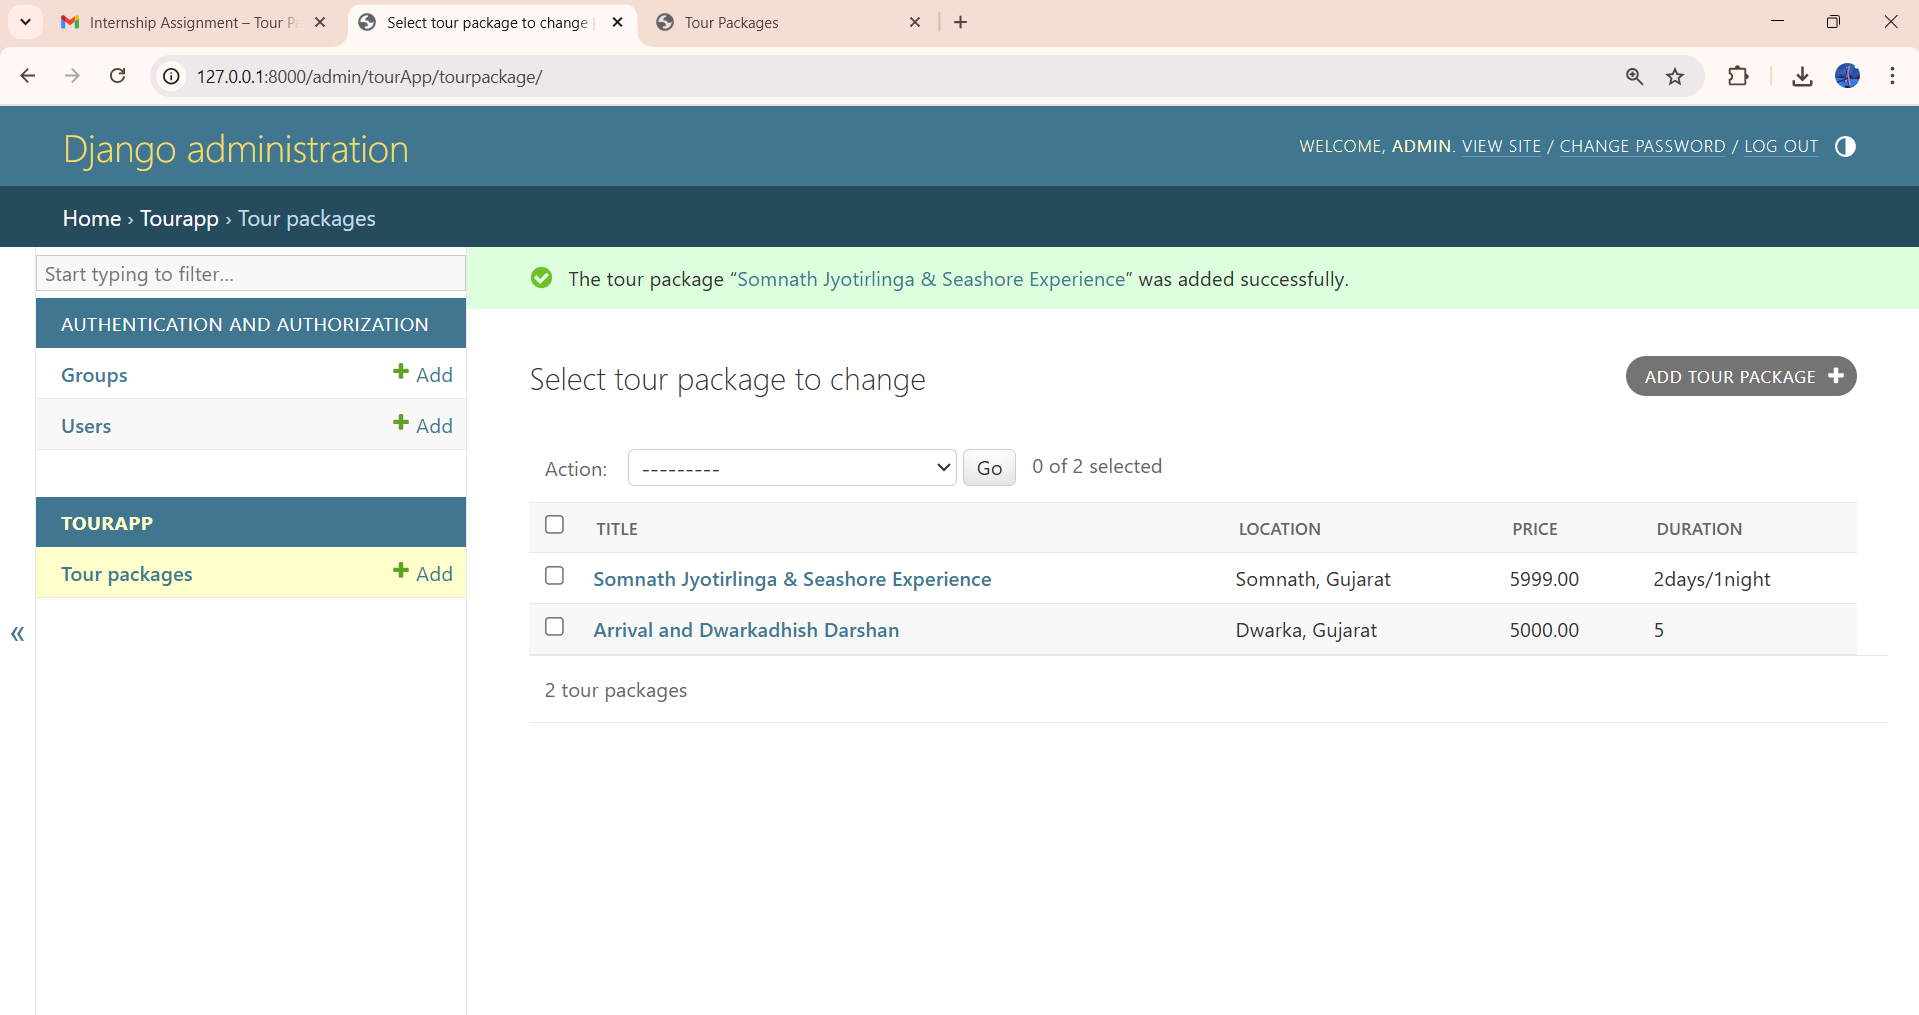 Internship Assignment – Tour Pa
Select tour package to change |
Tour Packages
127.0.0.1:8000/admin/tourApp/tourpackage/
Django administration
WELCOME, ADMIN. VIEW SITE / CHANGE PASSWORD / LOG OUT
Home › Tourapp › Tour packages
Start typing to filter...
The tour package “Somnath Jyotirlinga & Seashore Experience” was added successfully.
AUTHENTICATION AND AUTHORIZATION
Groups + Add
Users + Add
TOURAPP
Tour packages + Add
«
Select tour package to change
ADD TOUR PACKAGE +
Action: --------- Go 0 of 2 selected
TITLE LOCATION PRICE DURATION
Somnath Jyotirlinga & Seashore Experience Somnath, Gujarat 5999.00 2days/1night
Arrival and Dwarkadhish Darshan Dwarka, Gujarat 5000.00 5
2 tour packages